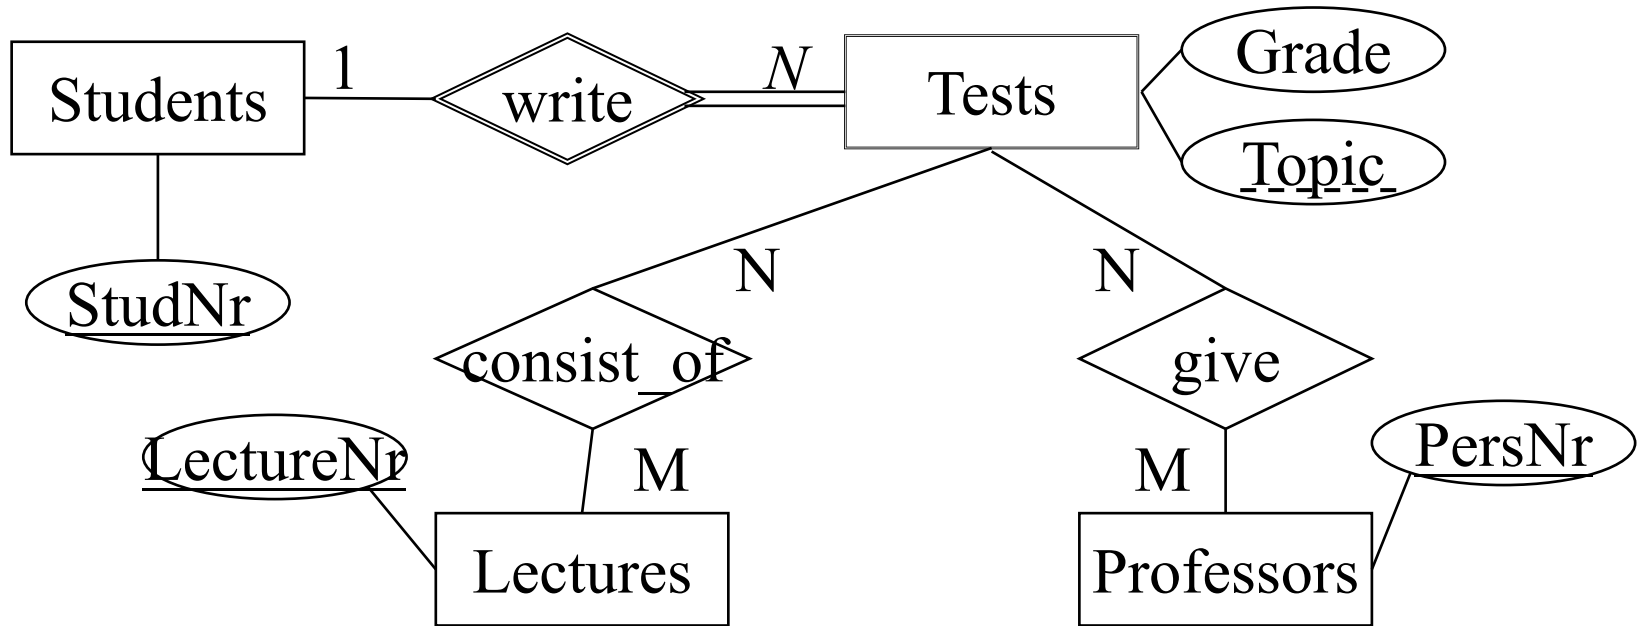 Students
1
write
N
Tests
Grade
Topic
StudNr
N
N
consist_of
give
LectureNr
M
M
PersNr
Lectures
Professors